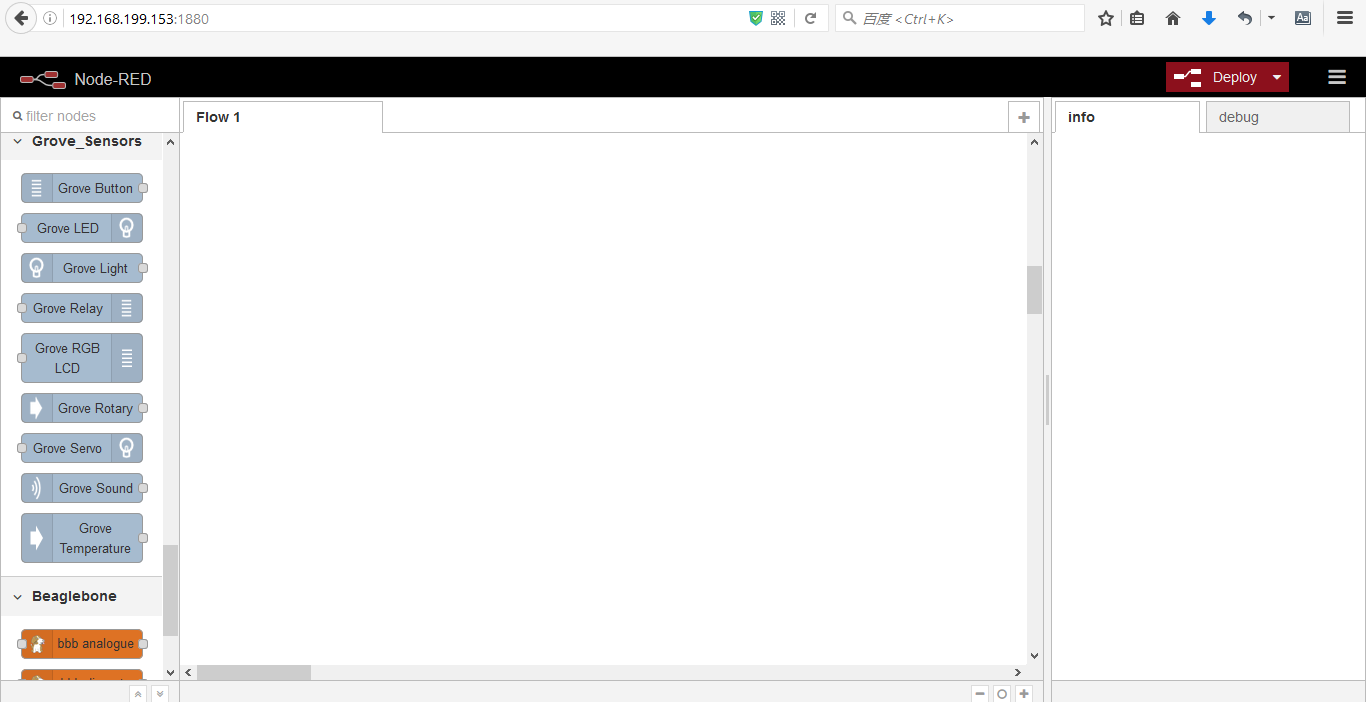 192.168.199.153:1880
百度 <Ctrl+K>
Node-RED
Deploy
filter nodes
Flow 1
info
debug
Grove_Sensors
Grove Button
Grove LED
Grove Light
Grove Relay
Grove RGB
LCD
Grove Rotary
Grove Servo
Grove Sound
Grove
Temperature
Beaglebone
bbb analogue